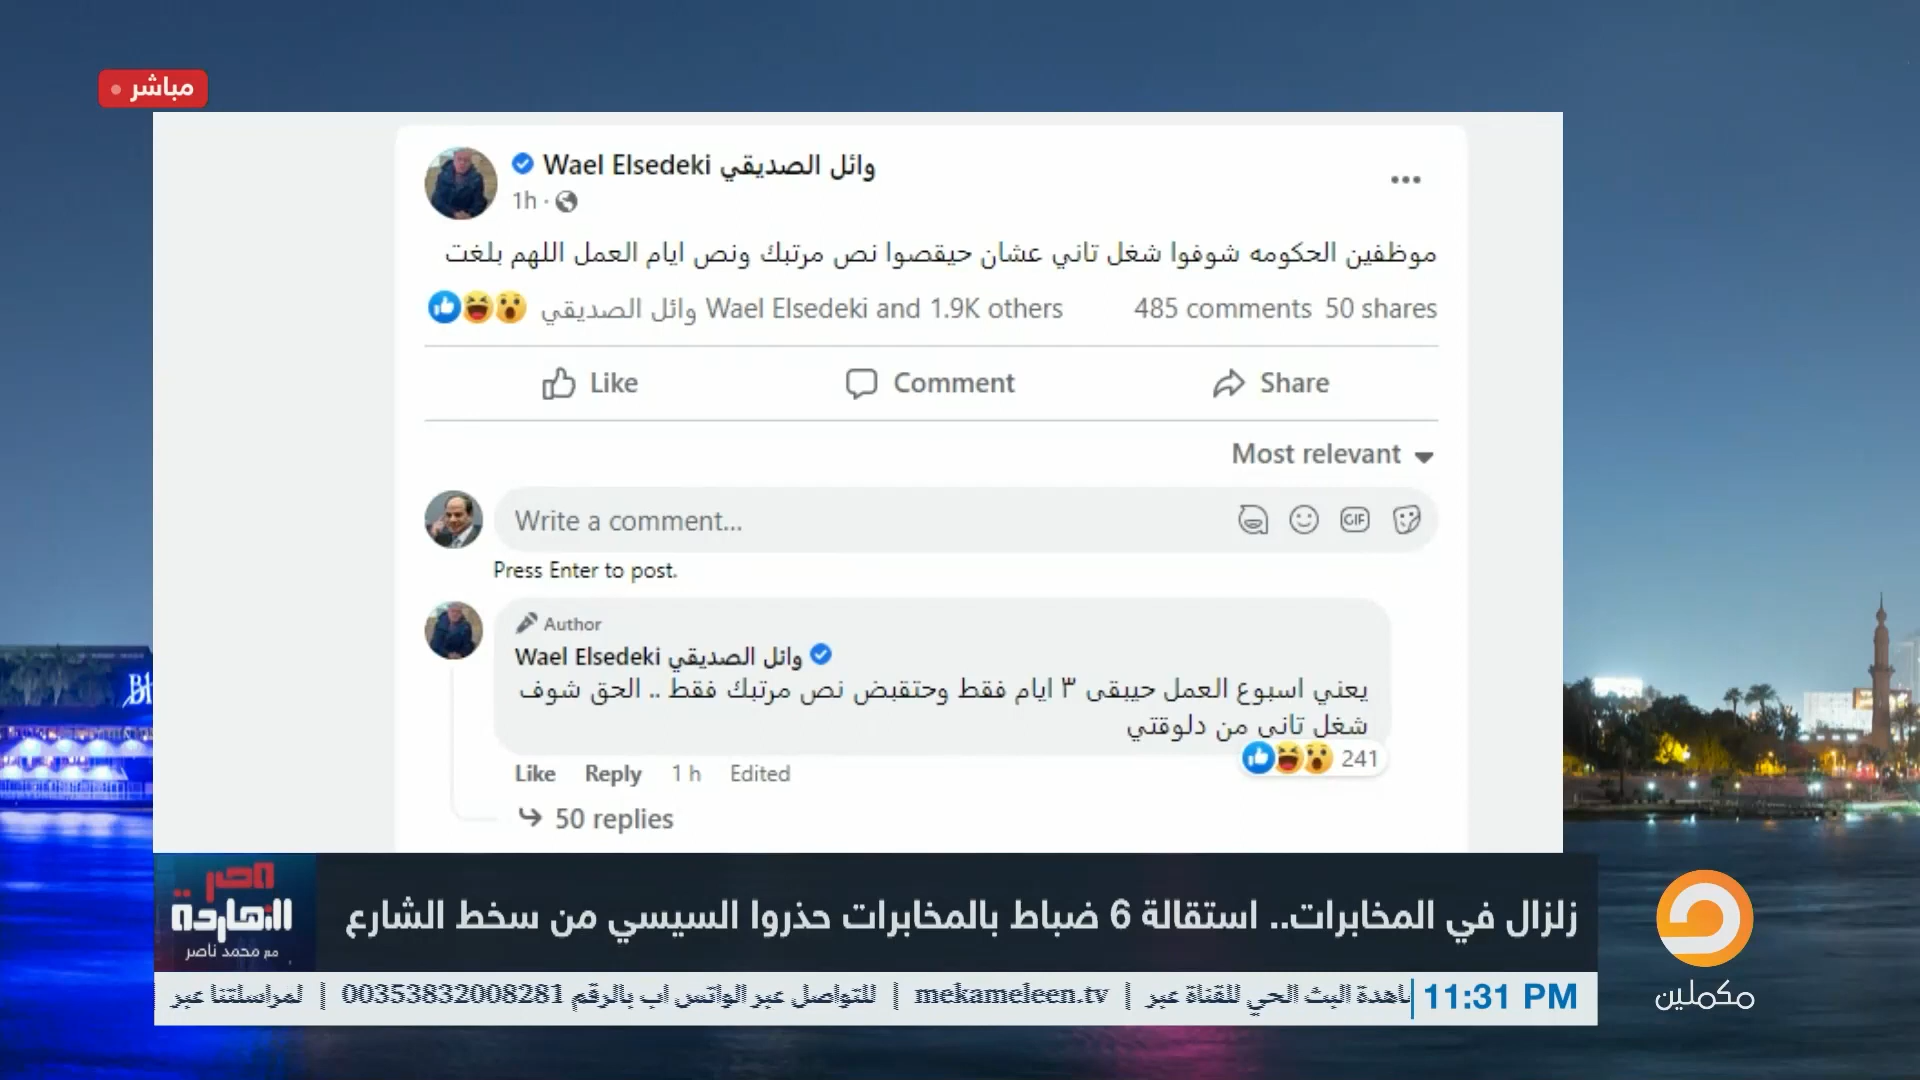 مباشر
Wael Elsedeki وائل الصديقي
1h
موظفين الحكومه شوفوا شغل تاني عشان حيقصوا نص مرتبك ونص ايام العمل اللهم بلغت
وائل الصديقي Wael Elsedeki and 1.9K others 485 comments 50 shares
Like Comment Share
Most relevant
Write a comment...
GIF
Press Enter to post.
Author
Wael Elsedeki وائل الصديقي
يعني اسبوع العمل حيبقى ٣ ايام فقط وحتقبض نص مرتبك فقط .. الحق شوف
شغل تاني من دلوقتي
241
Like Reply 1 h Edited
50 replies
مصر
النهاردة
مع محمد ناصر
زلزال في المخابرات.. استقالة 6 ضباط بالمخابرات حذروا السيسي من سخط الشارع
11:31 PM
اهدة البث الحي للقناة عبر | mekameleen.tv | للتواصل عبر الواتس اب بالرقم 00353832008281 | لمراسلتنا عبر
مكملين